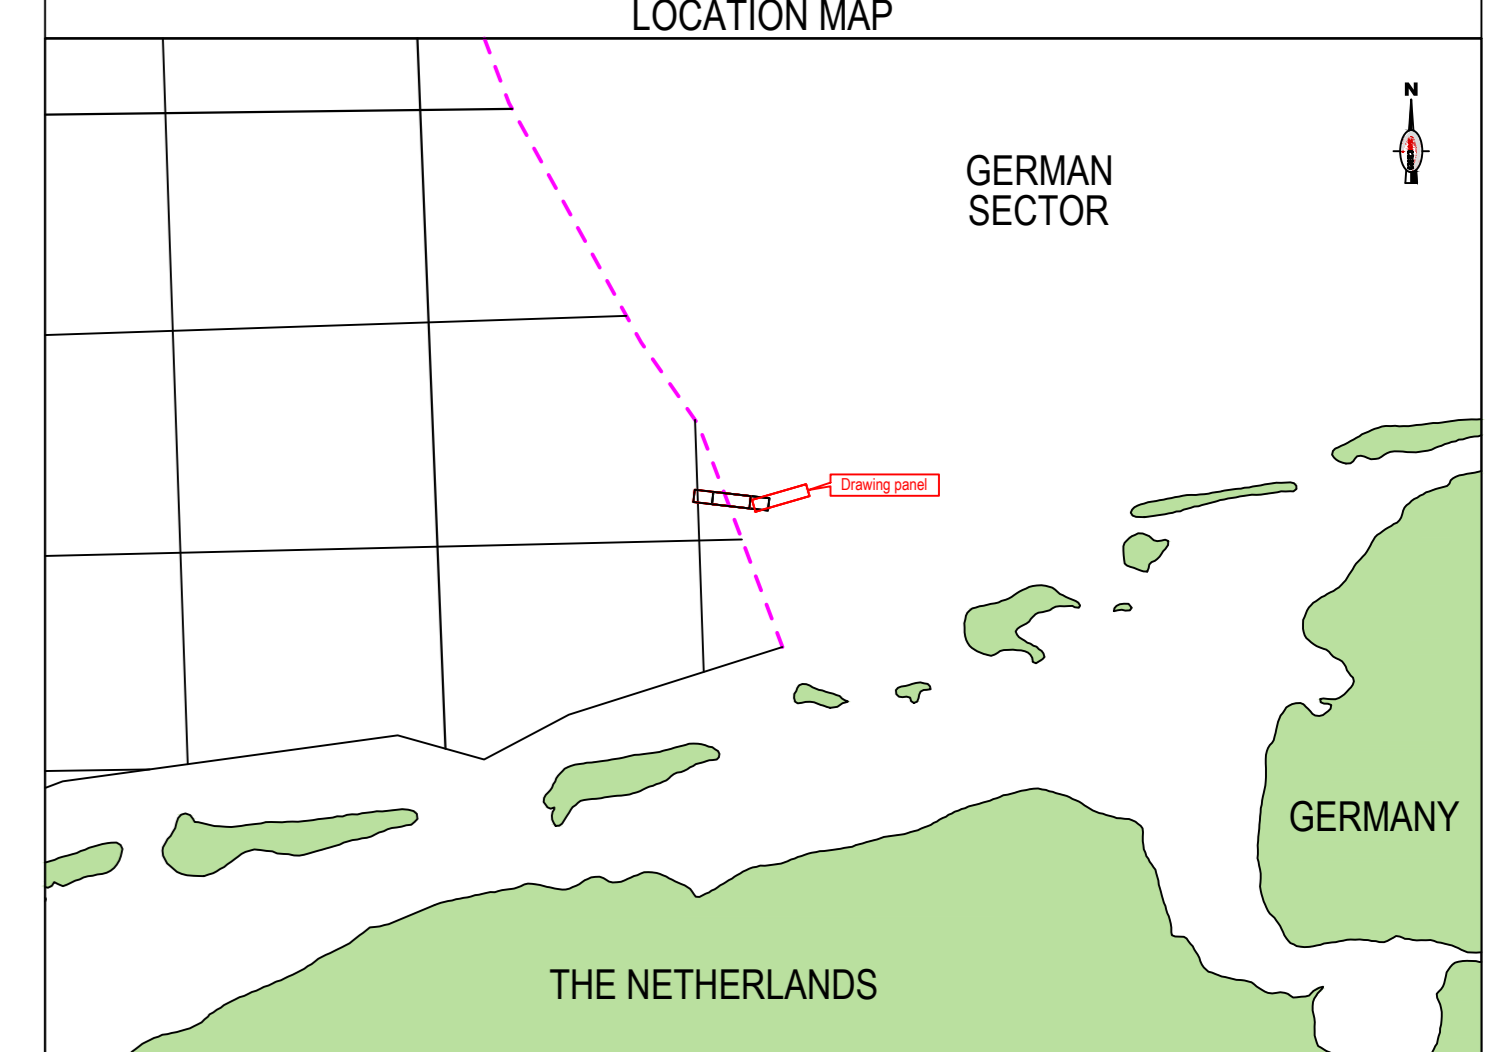 LOCATION MAP
N
GERMAN
SECTOR
Drawing panel
GERMANY
THE NETHERLANDS